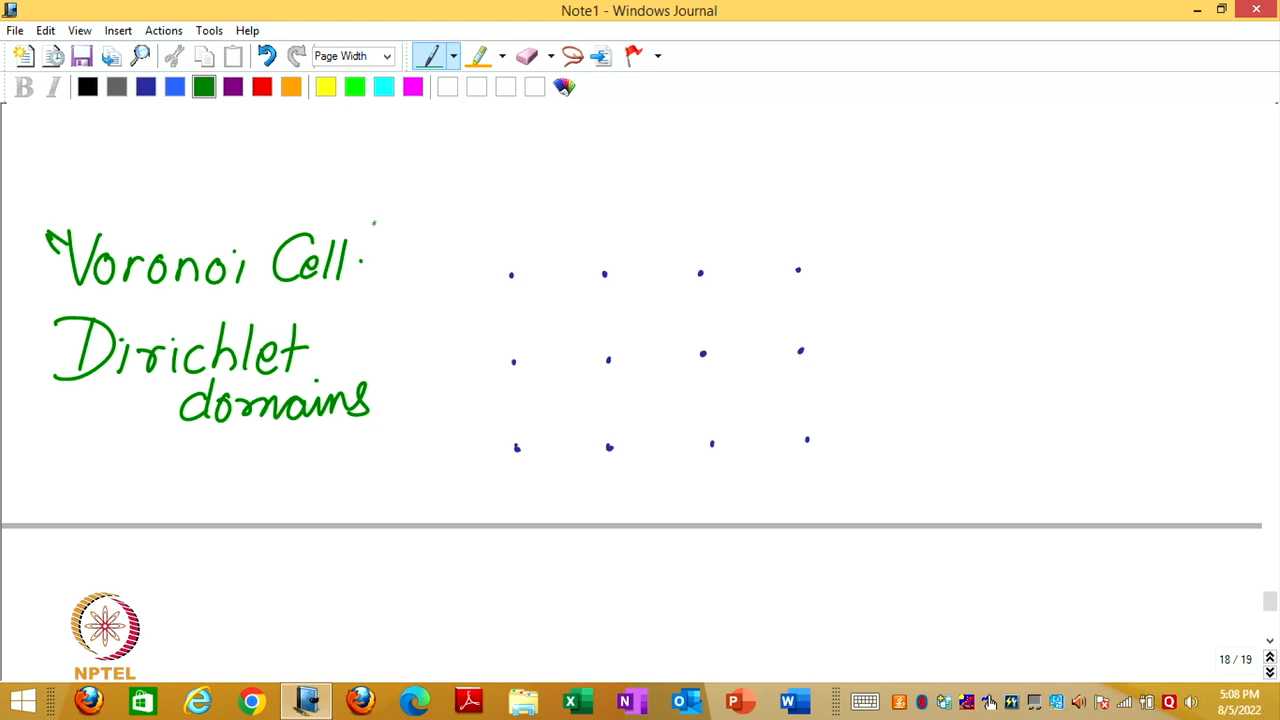 Note1 - Windows Journal
File Edit View Insert Actions Tools Help
Page Width
B I
Voronoi Cell.
Dirichlet
domains
NPTEL
18 / 19
5:08 PM
8/5/2022